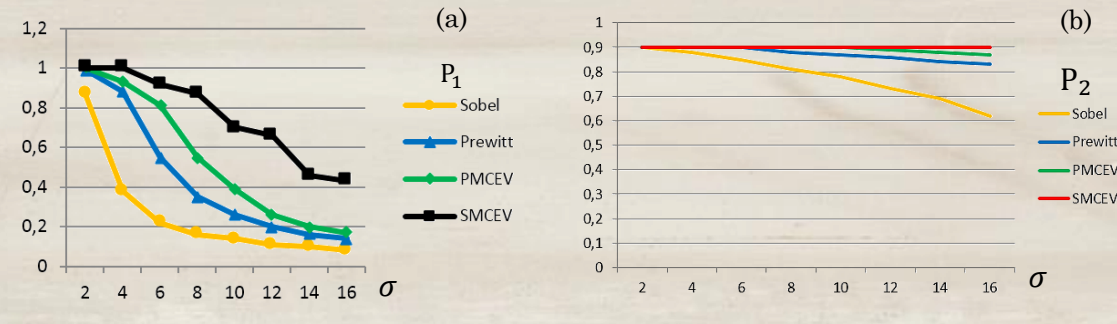 (a)
1,2
1
0,8
0,6
0,4
0,2
0
2 4 6 8 10 12 14 16 σ
P₁
Sobel
Prewitt
PMCEV
SMCEV
(b)
1
0,9
0,8
0,7
0,6
0,5
0,4
0,3
0,2
0,1
0
2 4 6 8 10 12 14 16 σ
P₂
Sobel
Prewitt
PMCEV
SMCEV